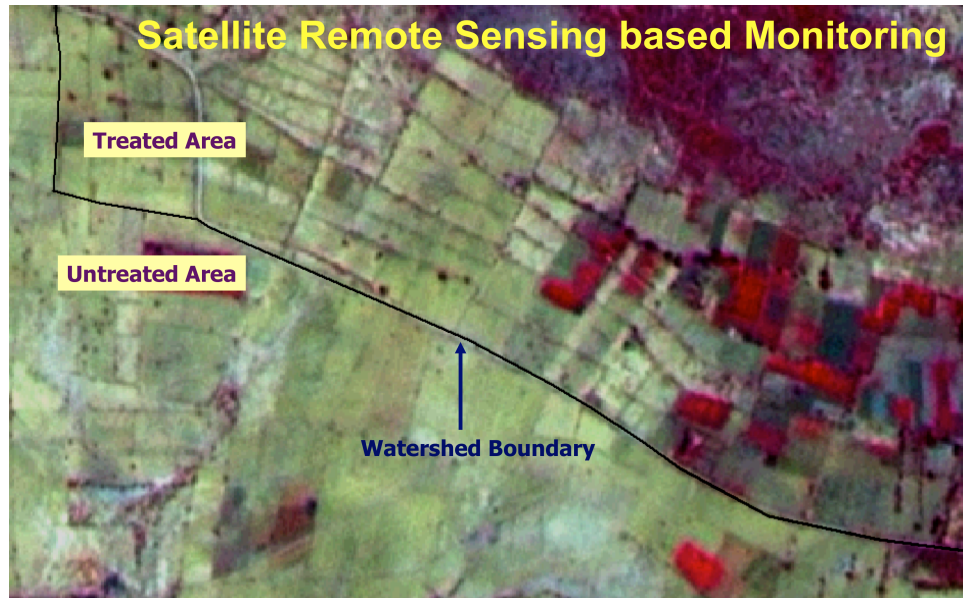 Satellite Remote Sensing based Monitoring
Treated Area
Untreated Area
Watershed Boundary